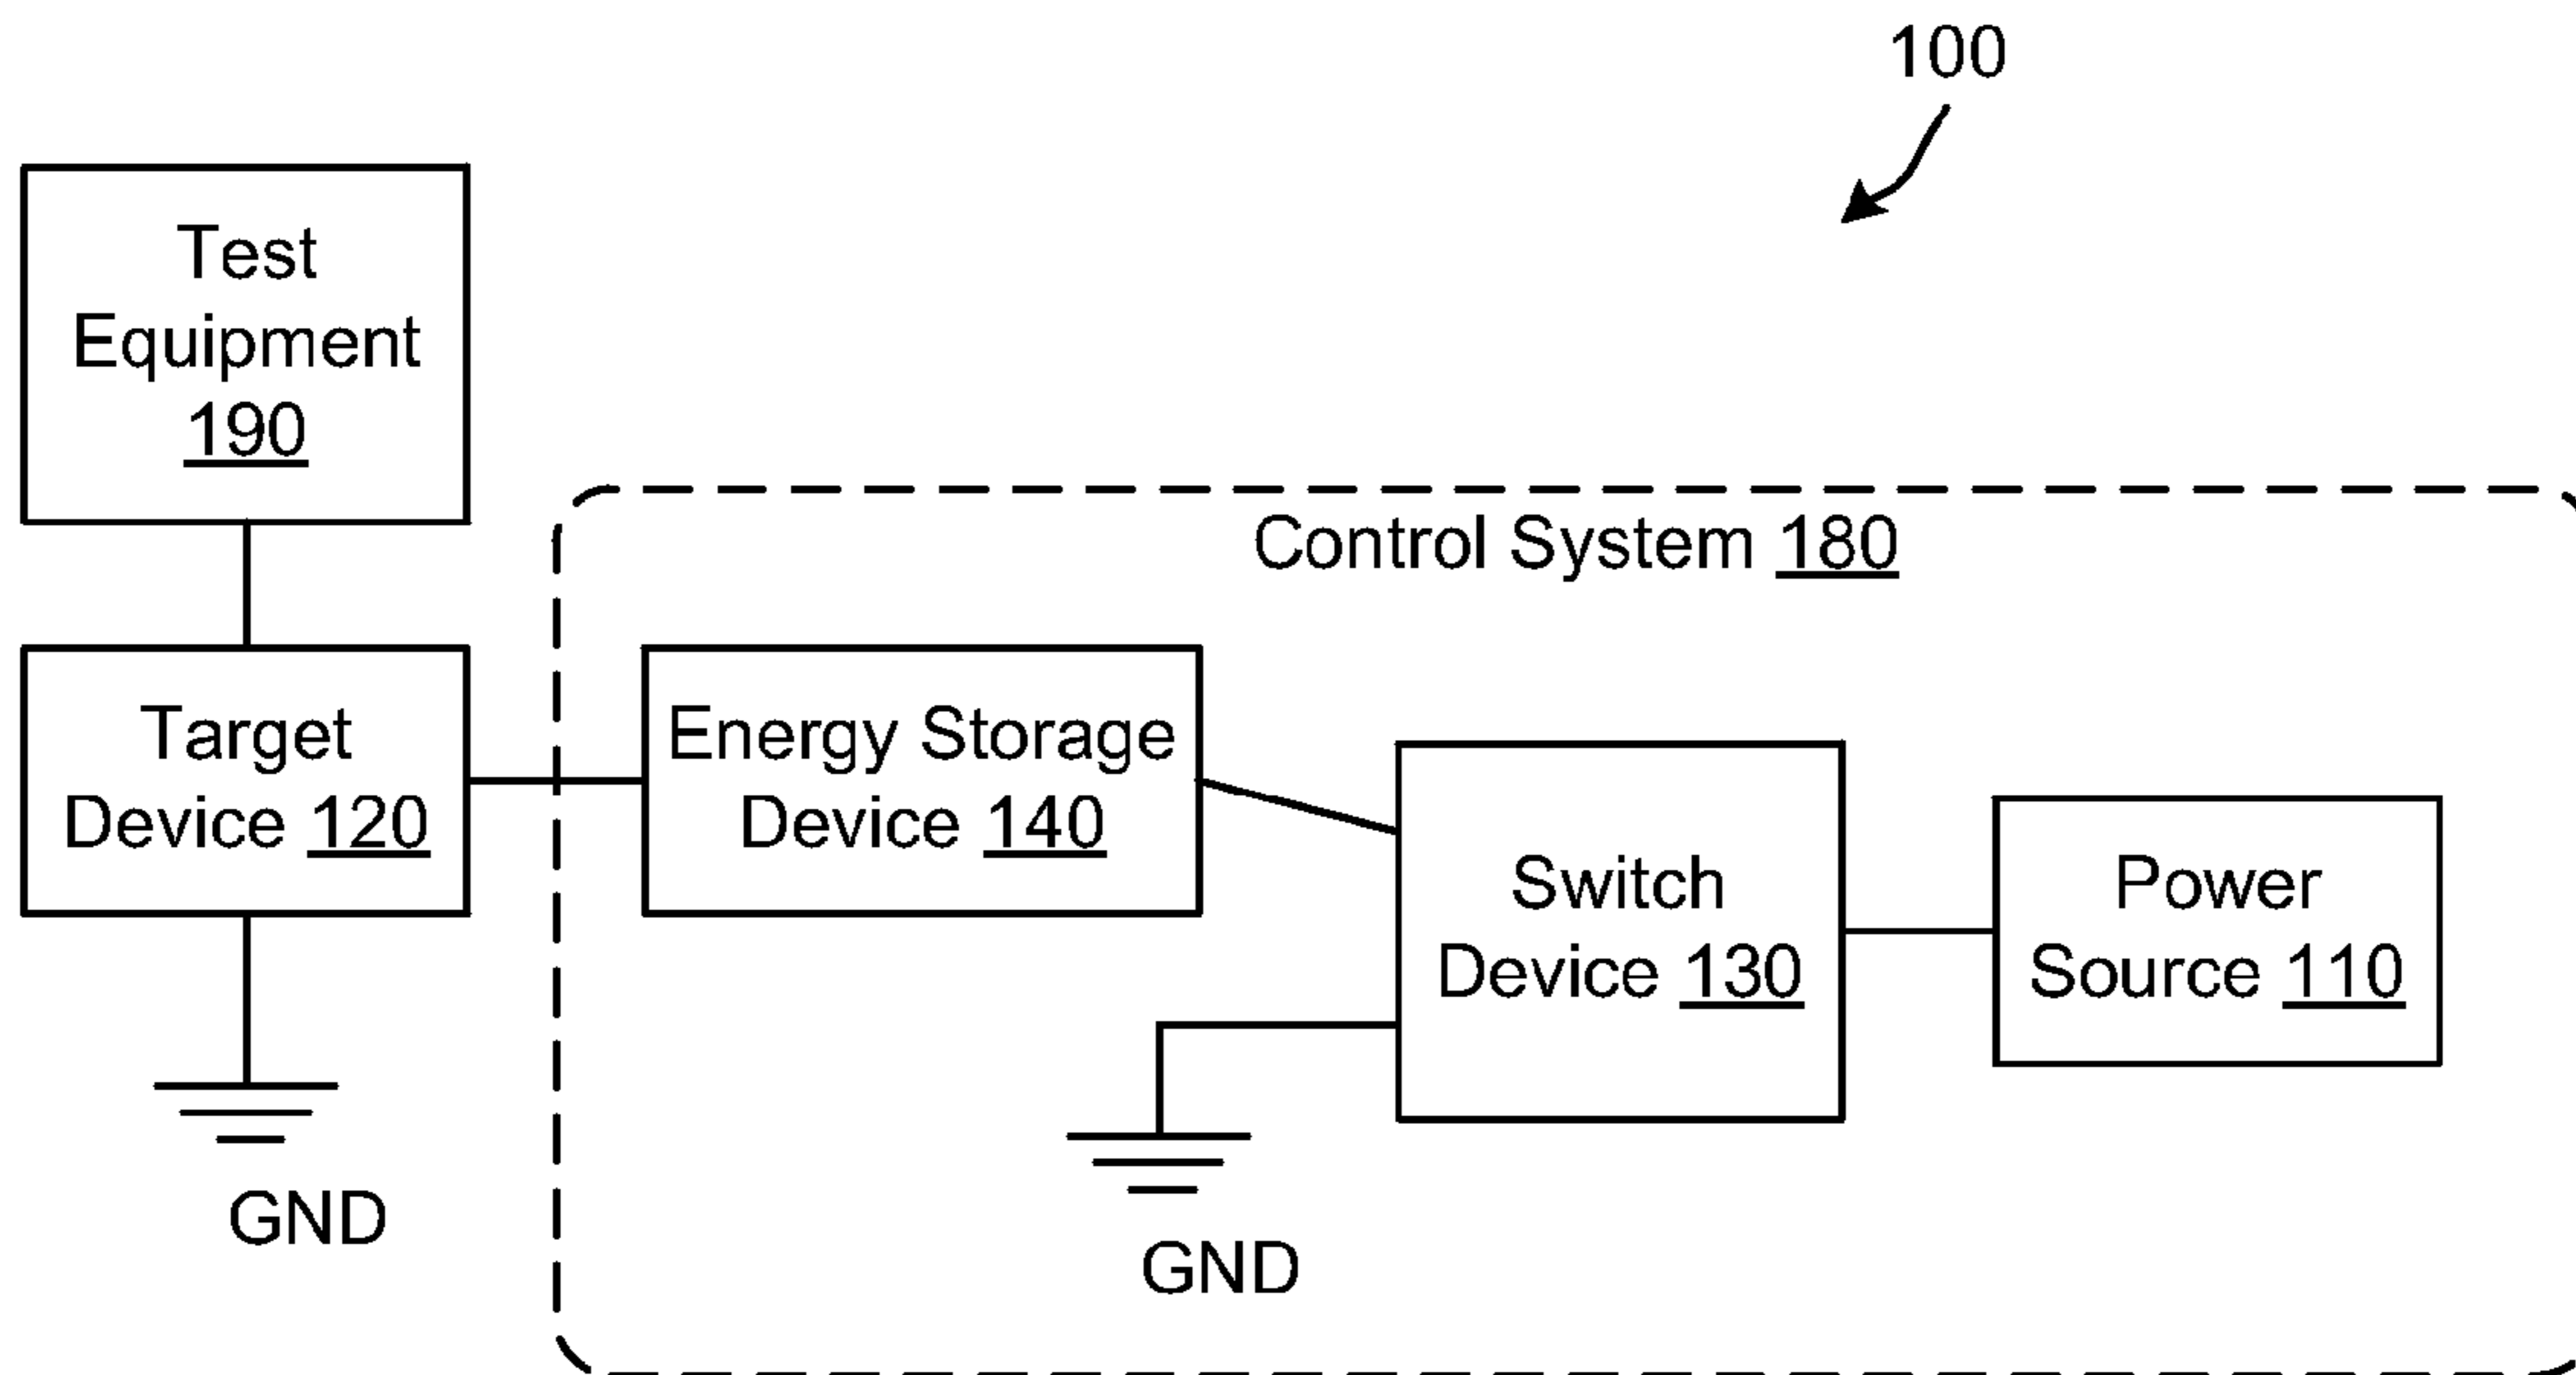 100
Test
Equipment
190
Control System 180
Target
Device 120
Energy Storage
Device 140
Switch
Device 130
Power
Source 110
GND
GND